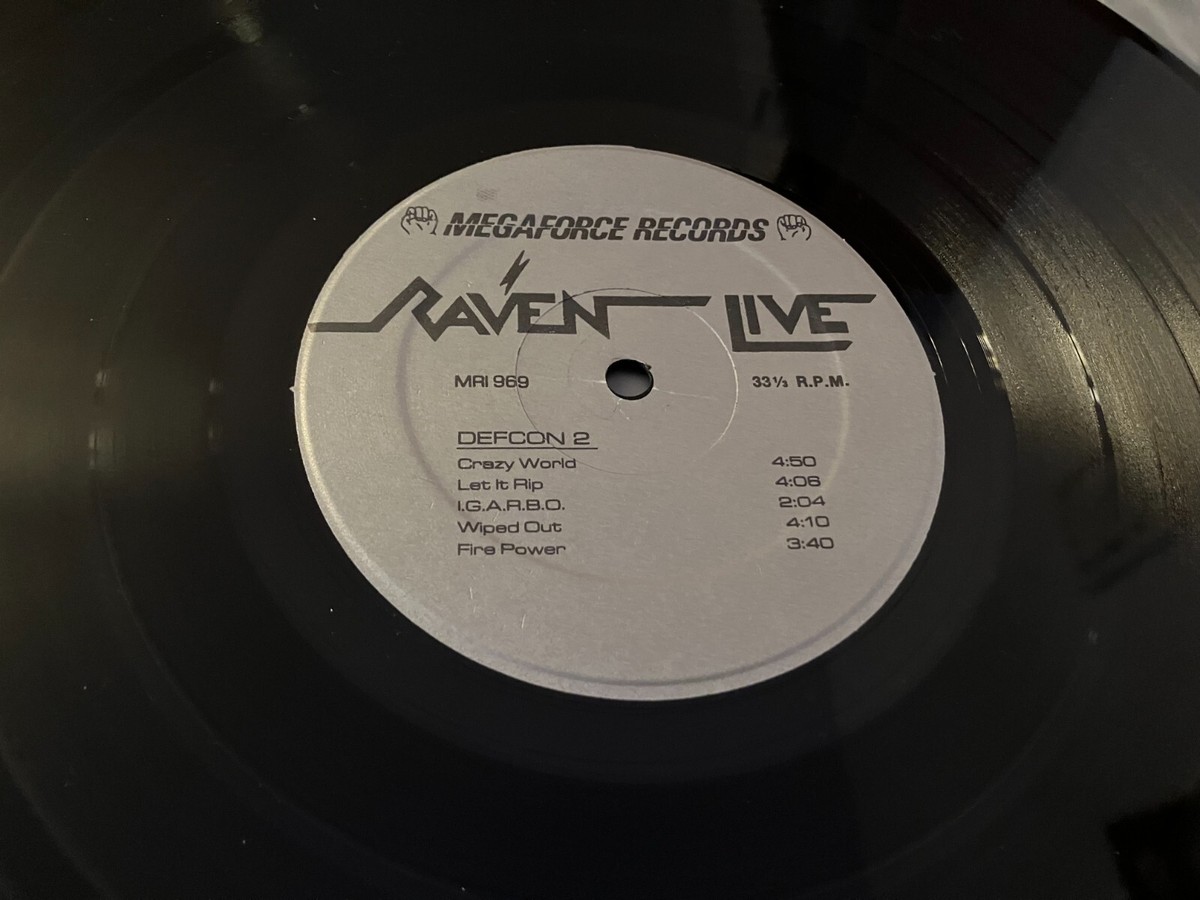 MEGAFORCE RECORDS
RAVEN LIVE
MRI 969 33⅓ R.P.M.
DEFCON 2
Crazy World 4:50
Let It Rip 4:06
I.G.A.R.B.O. 2:04
Wiped Out 4:10
Fire Power 3:40